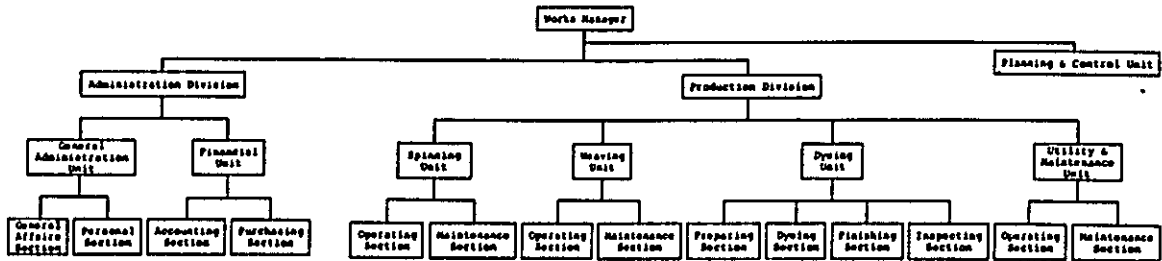 Works Manager
Planning & Control Unit
Administration Division
Production Division
General
Administration
Unit
Financial
Unit
Spinning
Unit
Weaving
Unit
Dyeing
Unit
Utility &
Maintenance
Unit
General
Affairs
Section
Personal
Section
Accounting
Section
Purchasing
Section
Operating
Section
Maintenance
Section
Operating
Section
Maintenance
Section
Preparing
Section
Dyeing
Section
Finishing
Section
Inspecting
Section
Operating
Section
Maintenance
Section